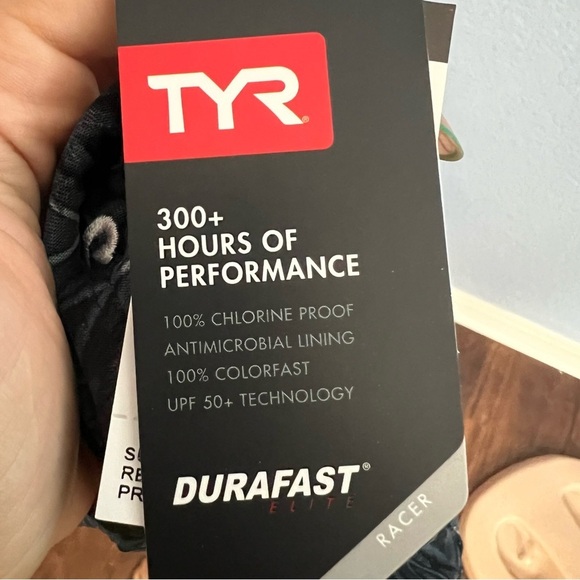 TYR
300+
HOURS OF
PERFORMANCE
100% CHLORINE PROOF
ANTIMICROBIAL LINING
100% COLORFAST
UPF 50+ TECHNOLOGY
DURAFAST®
ELITE
RACER